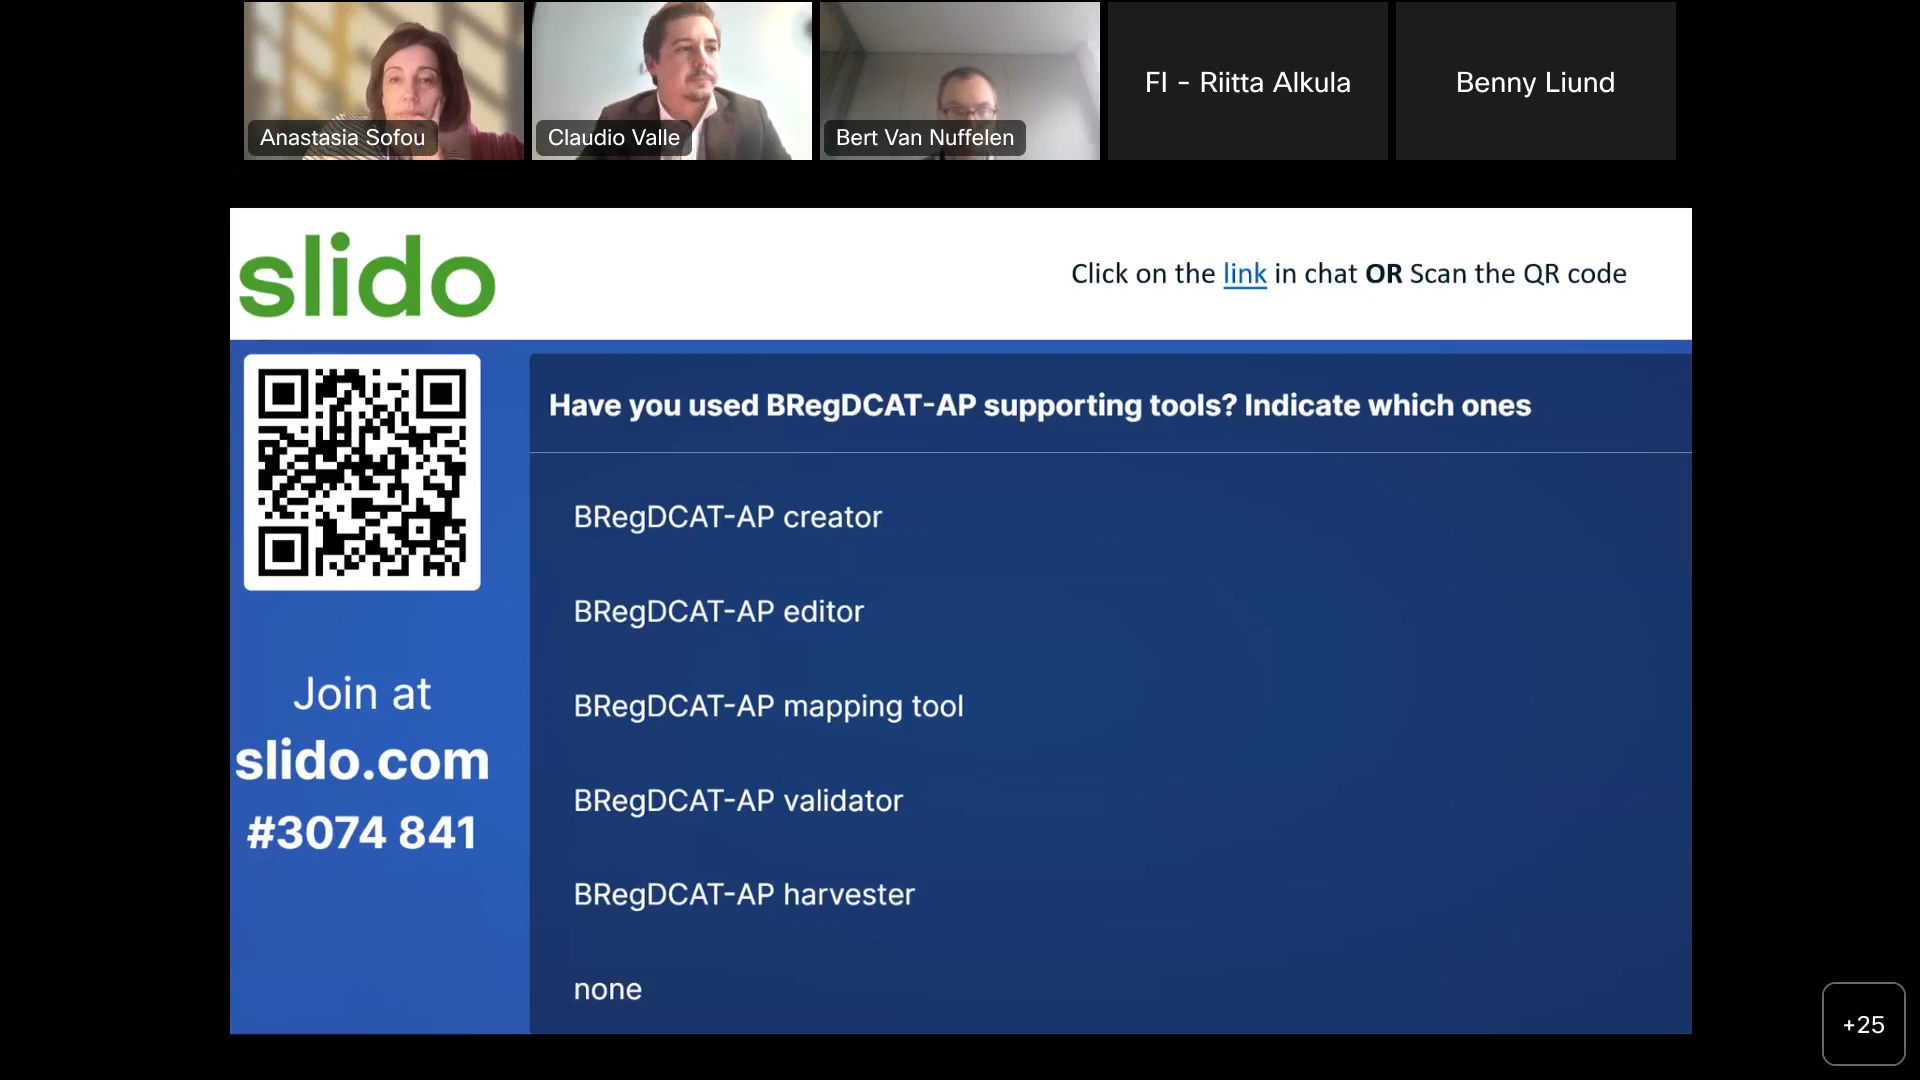 Anastasia Sofou
Claudio Valle
Bert Van Nuffelen
FI - Riitta Alkula
Benny Liund
slido
Click on the link in chat OR Scan the QR code
Have you used BRegDCAT-AP supporting tools? Indicate which ones
BRegDCAT-AP creator
BRegDCAT-AP editor
BRegDCAT-AP mapping tool
BRegDCAT-AP validator
BRegDCAT-AP harvester
none
Join at
slido.com
#3074 841
+25